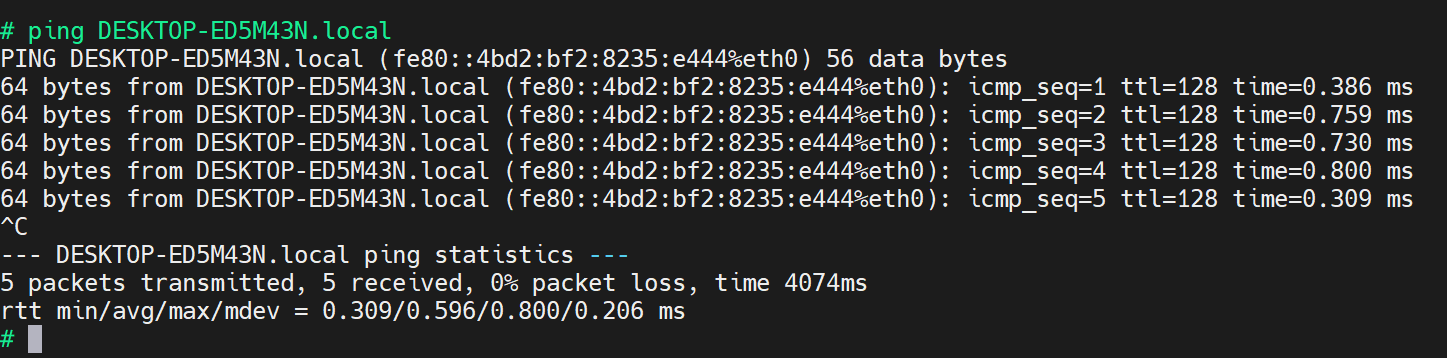 # ping DESKTOP-ED5M43N.local
PING DESKTOP-ED5M43N.local (fe80::4bd2:bf2:8235:e444%eth0) 56 data bytes
64 bytes from DESKTOP-ED5M43N.local (fe80::4bd2:bf2:8235:e444%eth0): icmp_seq=1 ttl=128 time=0.386 ms
64 bytes from DESKTOP-ED5M43N.local (fe80::4bd2:bf2:8235:e444%eth0): icmp_seq=2 ttl=128 time=0.759 ms
64 bytes from DESKTOP-ED5M43N.local (fe80::4bd2:bf2:8235:e444%eth0): icmp_seq=3 ttl=128 time=0.730 ms
64 bytes from DESKTOP-ED5M43N.local (fe80::4bd2:bf2:8235:e444%eth0): icmp_seq=4 ttl=128 time=0.800 ms
64 bytes from DESKTOP-ED5M43N.local (fe80::4bd2:bf2:8235:e444%eth0): icmp_seq=5 ttl=128 time=0.309 ms
^C
--- DESKTOP-ED5M43N.local ping statistics ---
5 packets transmitted, 5 received, 0% packet loss, time 4074ms
rtt min/avg/max/mdev = 0.309/0.596/0.800/0.206 ms
#